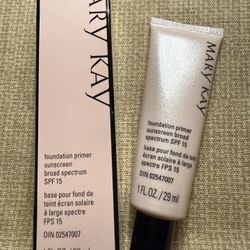 MARY KAY
foundation primer
sunscreen broad
spectrum SPF 15
base pour fond de
teint écran solaire à
large spectre
FPS 15
DIN 02547007
MARY KAY
foundation primer
sunscreen broad
spectrum SPF 15
base pour fond de teint
écran solaire à large
spectre FPS 15
DIN 02547007
1 FL. OZ. / 29 ml